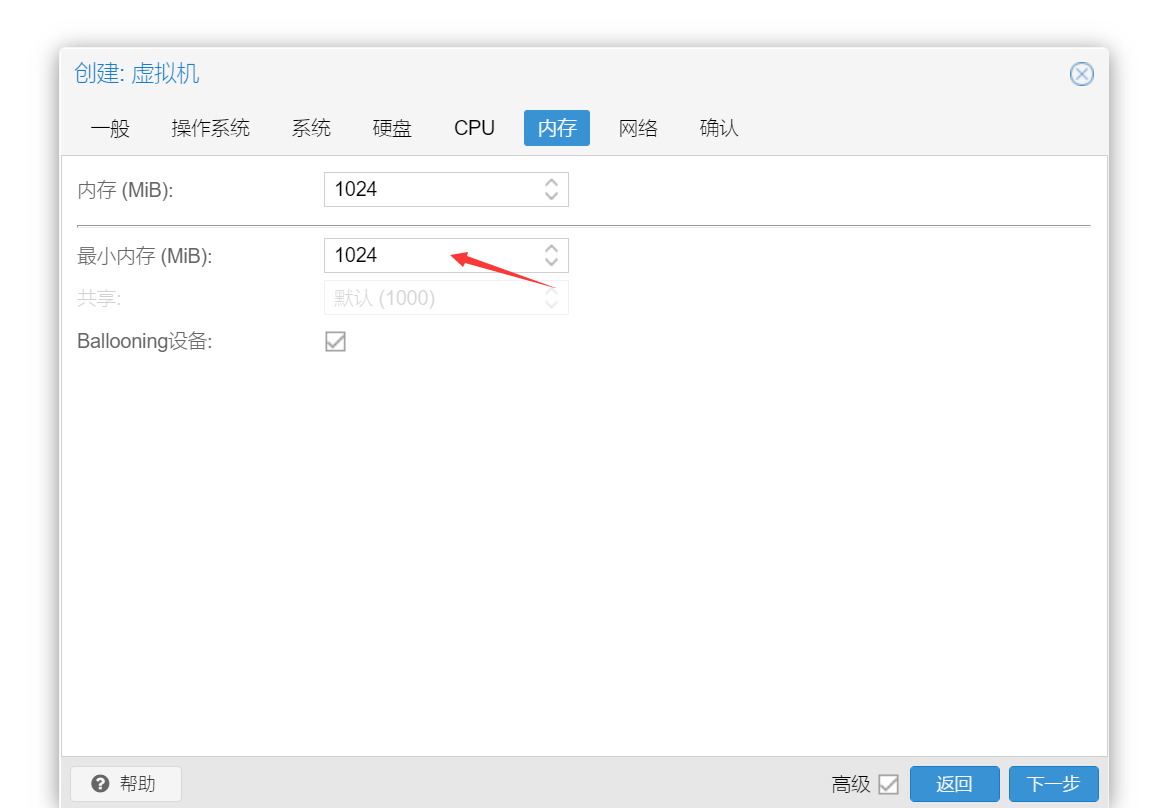 创建: 虚拟机
一般 操作系统 系统 硬盘 CPU 内存 网络 确认
内存 (MiB): 1024
最小内存 (MiB): 1024
共享: 默认 (1000)
Ballooning设备:
帮助 高级 返回 下一步